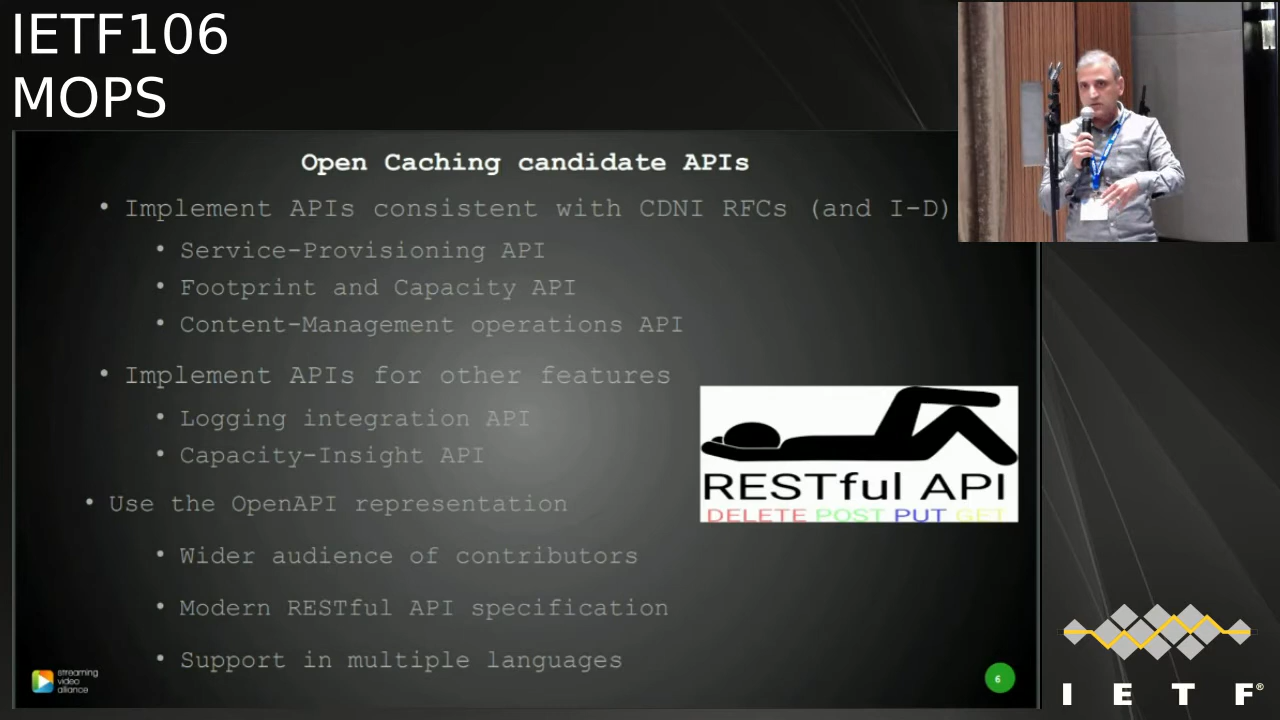 IETF106
MOPS
Open Caching candidate APIs
• Implement APIs consistent with CDNI RFCs (and I-D)
• Service-Provisioning API
• Footprint and Capacity API
• Content-Management operations API
• Implement APIs for other features
• Logging integration API
• Capacity-Insight API
• Use the OpenAPI representation
• Wider audience of contributors
• Modern RESTful API specification
• Support in multiple languages
RESTful API
DELETE POST PUT GET
streaming
video
alliance
6
I E T F®